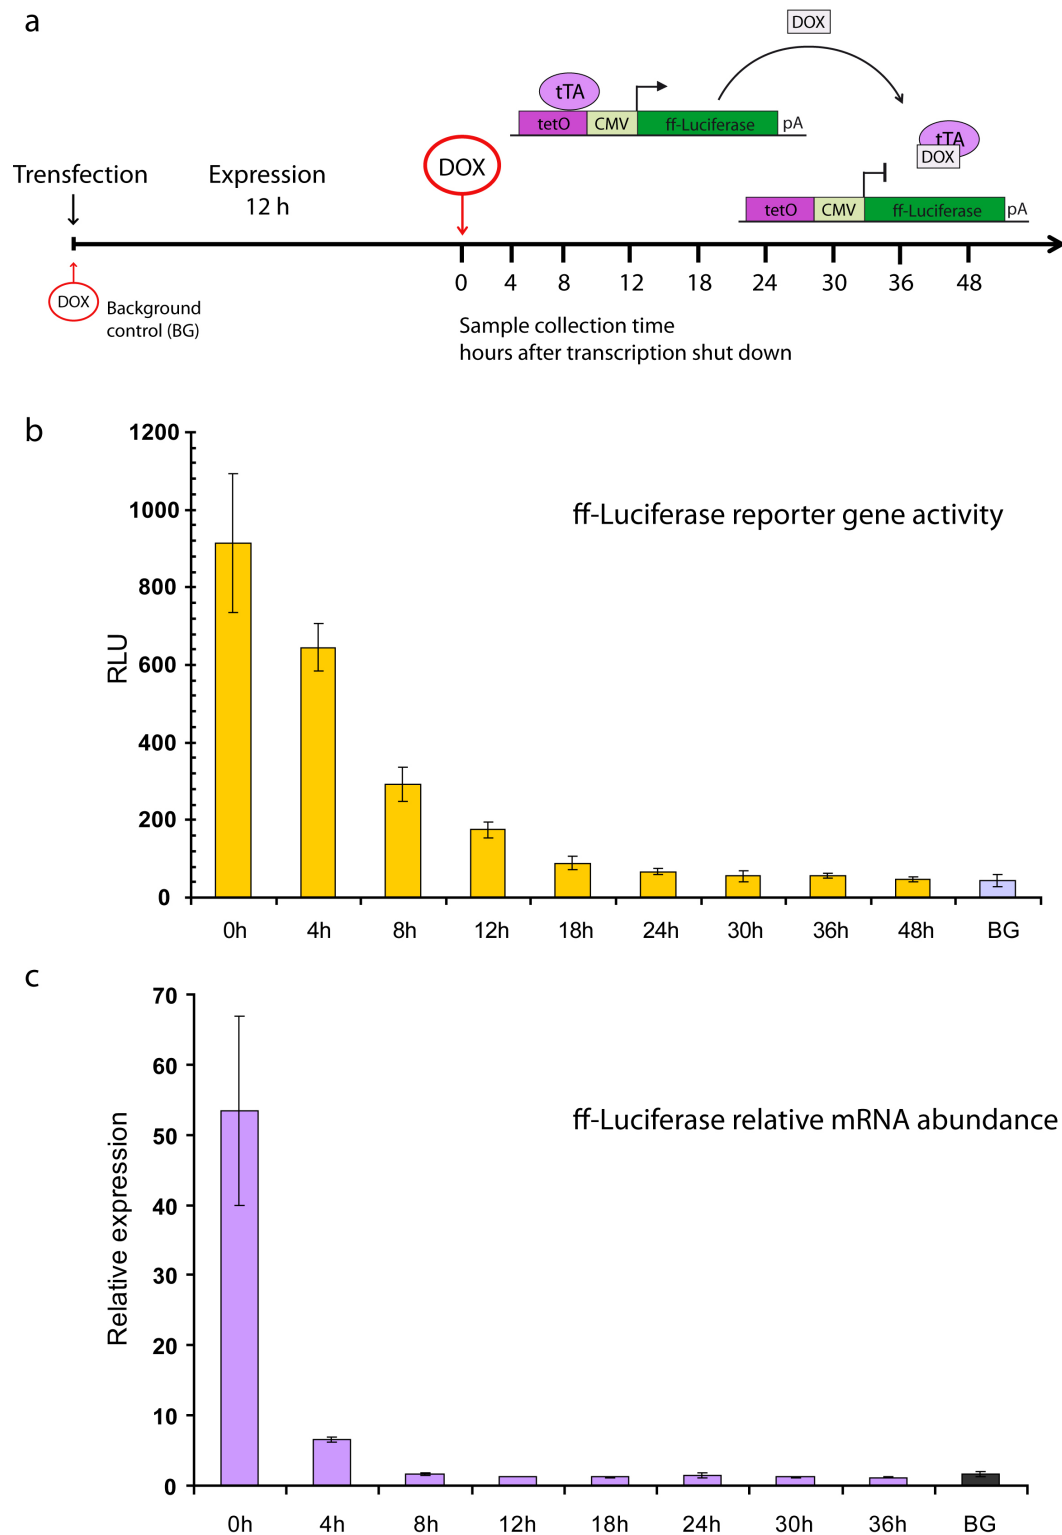 a
DOX
tTA
tetO CMV ff-Luciferase pA
tTA
DOX
Trensfection
Expression
12 h
DOX
tetO CMV ff-Luciferase pA
DOX
Background
control (BG)
0 4 8 12 18 24 30 36 48
Sample collection time
hours after transcription shut down
b
ff-Luciferase reporter gene activity
RLU
1200
1000
800
600
400
200
0
0h 4h 8h 12h 18h 24h 30h 36h 48h BG
c
ff-Luciferase relative mRNA abundance
Relative expression
70
60
50
40
30
20
10
0
0h 4h 8h 12h 18h 24h 30h 36h BG